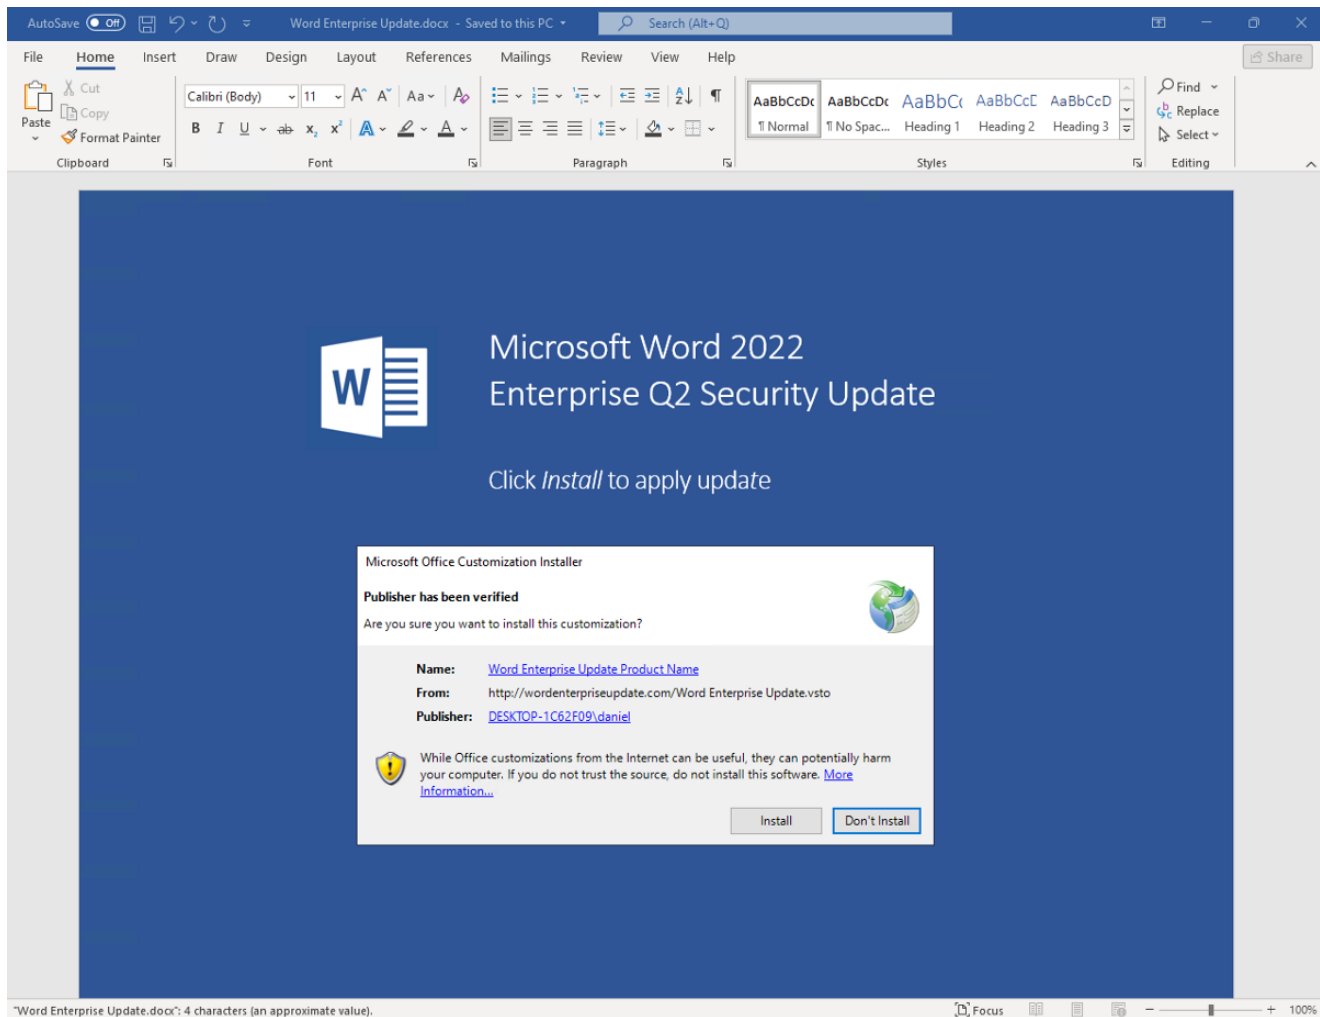 AutoSave Off Word Enterprise Update.docx - Saved to this PC Search (Alt+Q)
File Home Insert Draw Design Layout References Mailings Review View Help Share
Paste Cut Copy Format Painter
Calibri (Body) 11 A^ Aˇ Aa A
B I U ab x₂ x² A A
A Z ↓ ¶
AaBbCcDc AaBbCcDc AaBbCc AaBbCcE AaBbCcD
¶ Normal ¶ No Spac... Heading 1 Heading 2 Heading 3
Find
Replace
Select
Clipboard Font Paragraph Styles Editing
W
Microsoft Word 2022
Enterprise Q2 Security Update
Click Install to apply update
Microsoft Office Customization Installer
Publisher has been verified
Are you sure you want to install this customization?
Name: Word Enterprise Update Product Name
From: http://wordenterpriseupdate.com/Word Enterprise Update.vsto
Publisher: DESKTOP-1C62F09\daniel
While Office customizations from the Internet can be useful, they can potentially harm
your computer. If you do not trust the source, do not install this software. More
Information...
Install Don't Install
"Word Enterprise Update.docx": 4 characters (an approximate value). Focus 100%